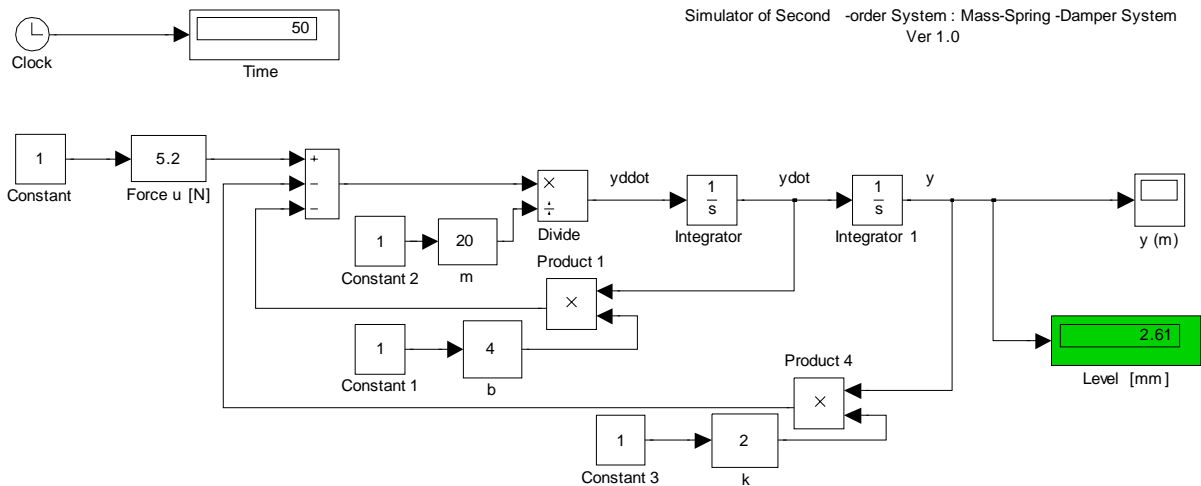 Simulator of Second -order System : Mass-Spring -Damper System
Ver 1.0
50
Clock
Time
1
5.2
+
−
−
Constant
Force u [N]
×
÷
yddot
1
s
ydot
1
s
y
Divide
Integrator
Integrator 1
y (m)
1
20
Constant 2
m
Product 1
×
1
4
Constant 1
b
2.61
Level [mm]
Product 4
×
1
2
Constant 3
k